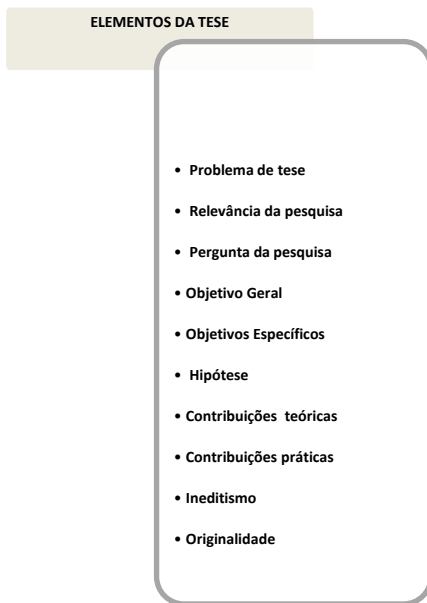 ELEMENTOS DA TESE
• Problema de tese
• Relevância da pesquisa
• Pergunta da pesquisa
• Objetivo Geral
• Objetivos Específicos
• Hipótese
• Contribuições teóricas
• Contribuições práticas
• Ineditismo
• Originalidade